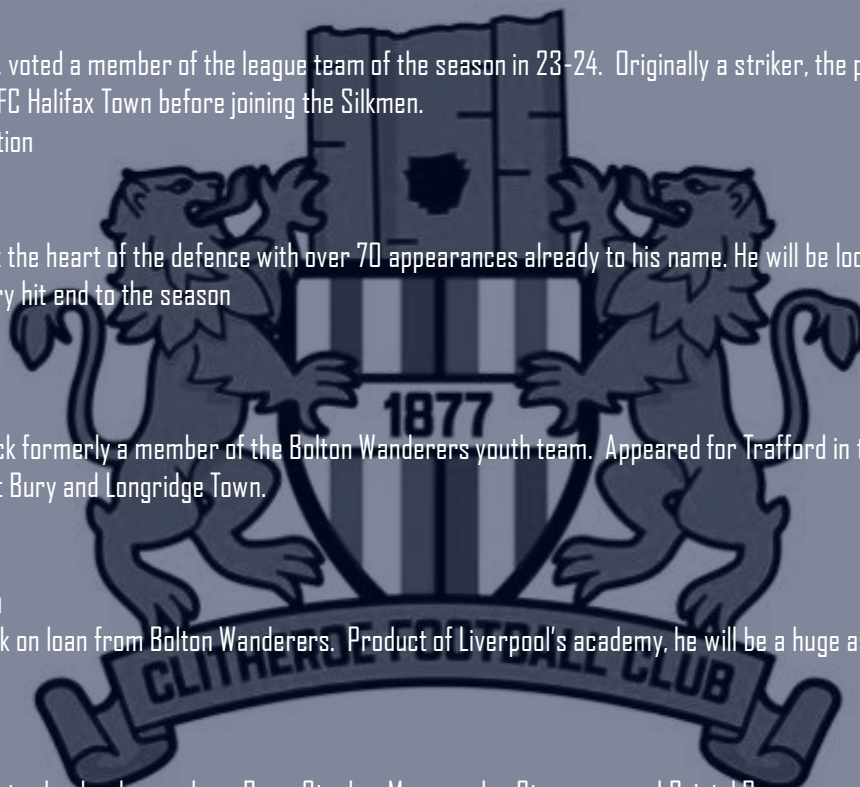 voted a member of the league team of the season in 23-24. Originally a striker, the p
FC Halifax Town before joining the Silkmen.
tion
the heart of the defence with over 70 appearances already to his name. He will be loo
ry hit end to the season
1877
ck formerly a member of the Bolton Wanderers youth team. Appeared for Trafford in t
t Bury and Longridge Town.
k on loan from Bolton Wanderers. Product of Liverpool's academy, he will be a huge a
CLITHEROE FOOTBALL CLUB